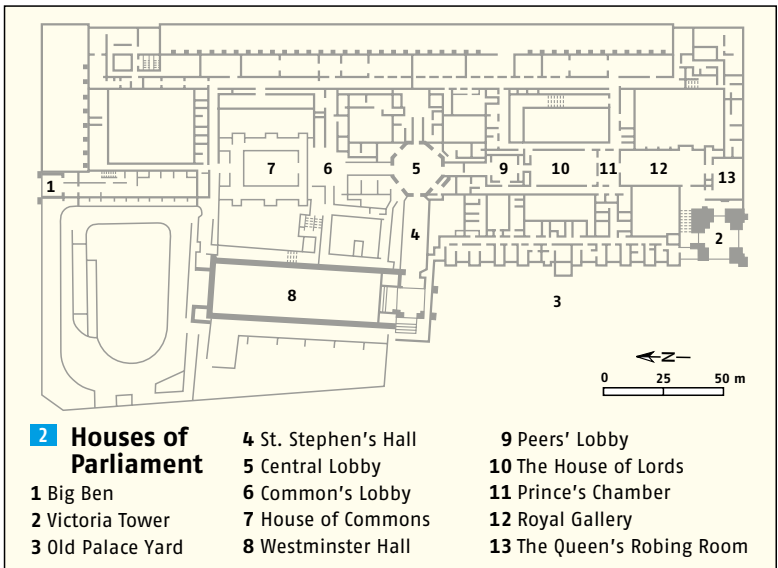 7
6
5
9
10
11
12
13
1
4
2
8
3
N
0
25
50 m
2 Houses of
Parliament
1 Big Ben
2 Victoria Tower
3 Old Palace Yard
4 St. Stephen's Hall
5 Central Lobby
6 Common's Lobby
7 House of Commons
8 Westminster Hall
9 Peers' Lobby
10 The House of Lords
11 Prince's Chamber
12 Royal Gallery
13 The Queen's Robing Room